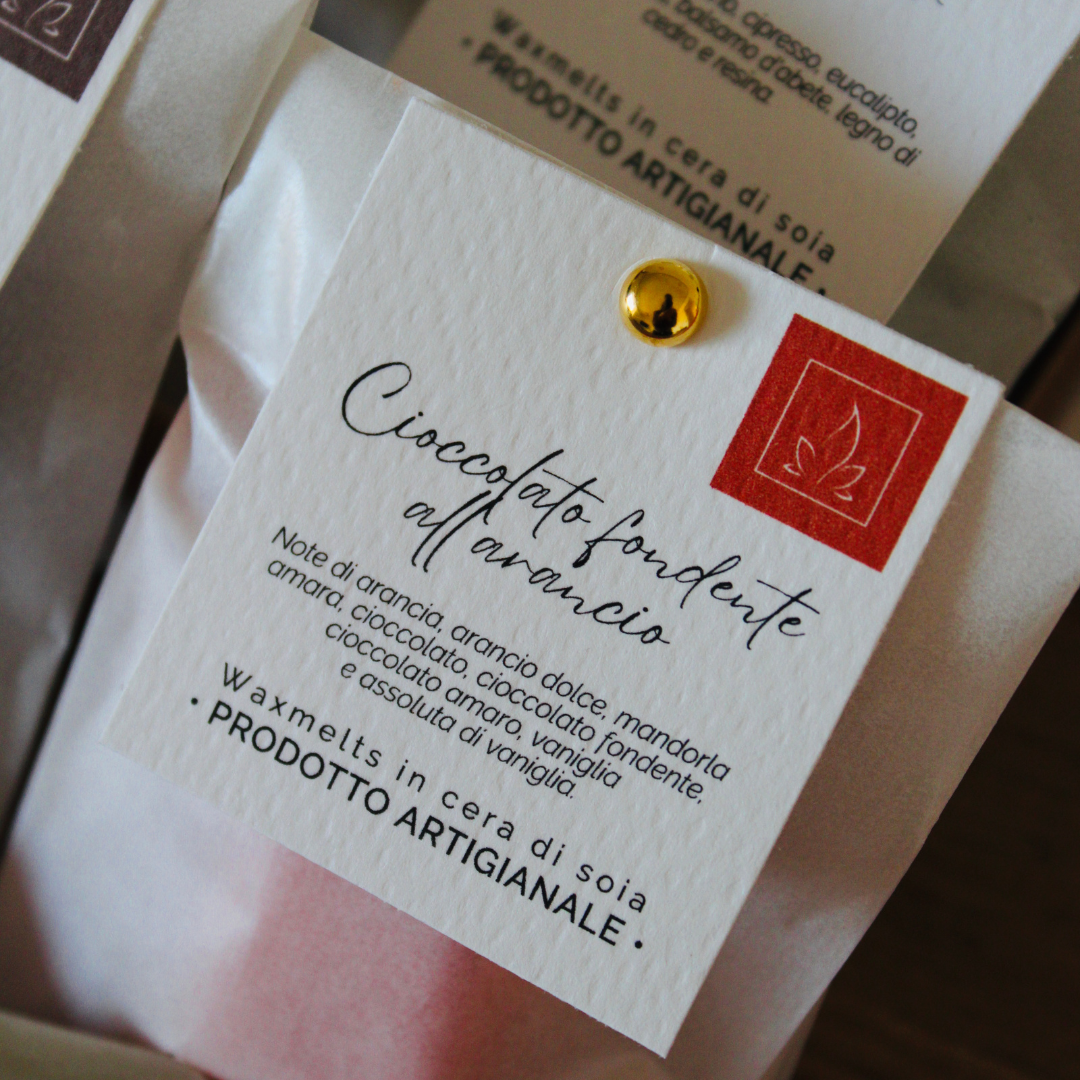 cipresso, eucalipto,
balsamo d'abete, legno di
cedro e resina.
Waxmelts in cera di soia
• PRODOTTO ARTIGIANALE •
Cioccolato fondente
all'arancio
Note di arancia, arancio dolce, mandorla
amara, cioccolato, cioccolato fondente,
cioccolato amaro, vaniglia
e assoluta di vaniglia.
Waxmelts in cera di soia
• PRODOTTO ARTIGIANALE •